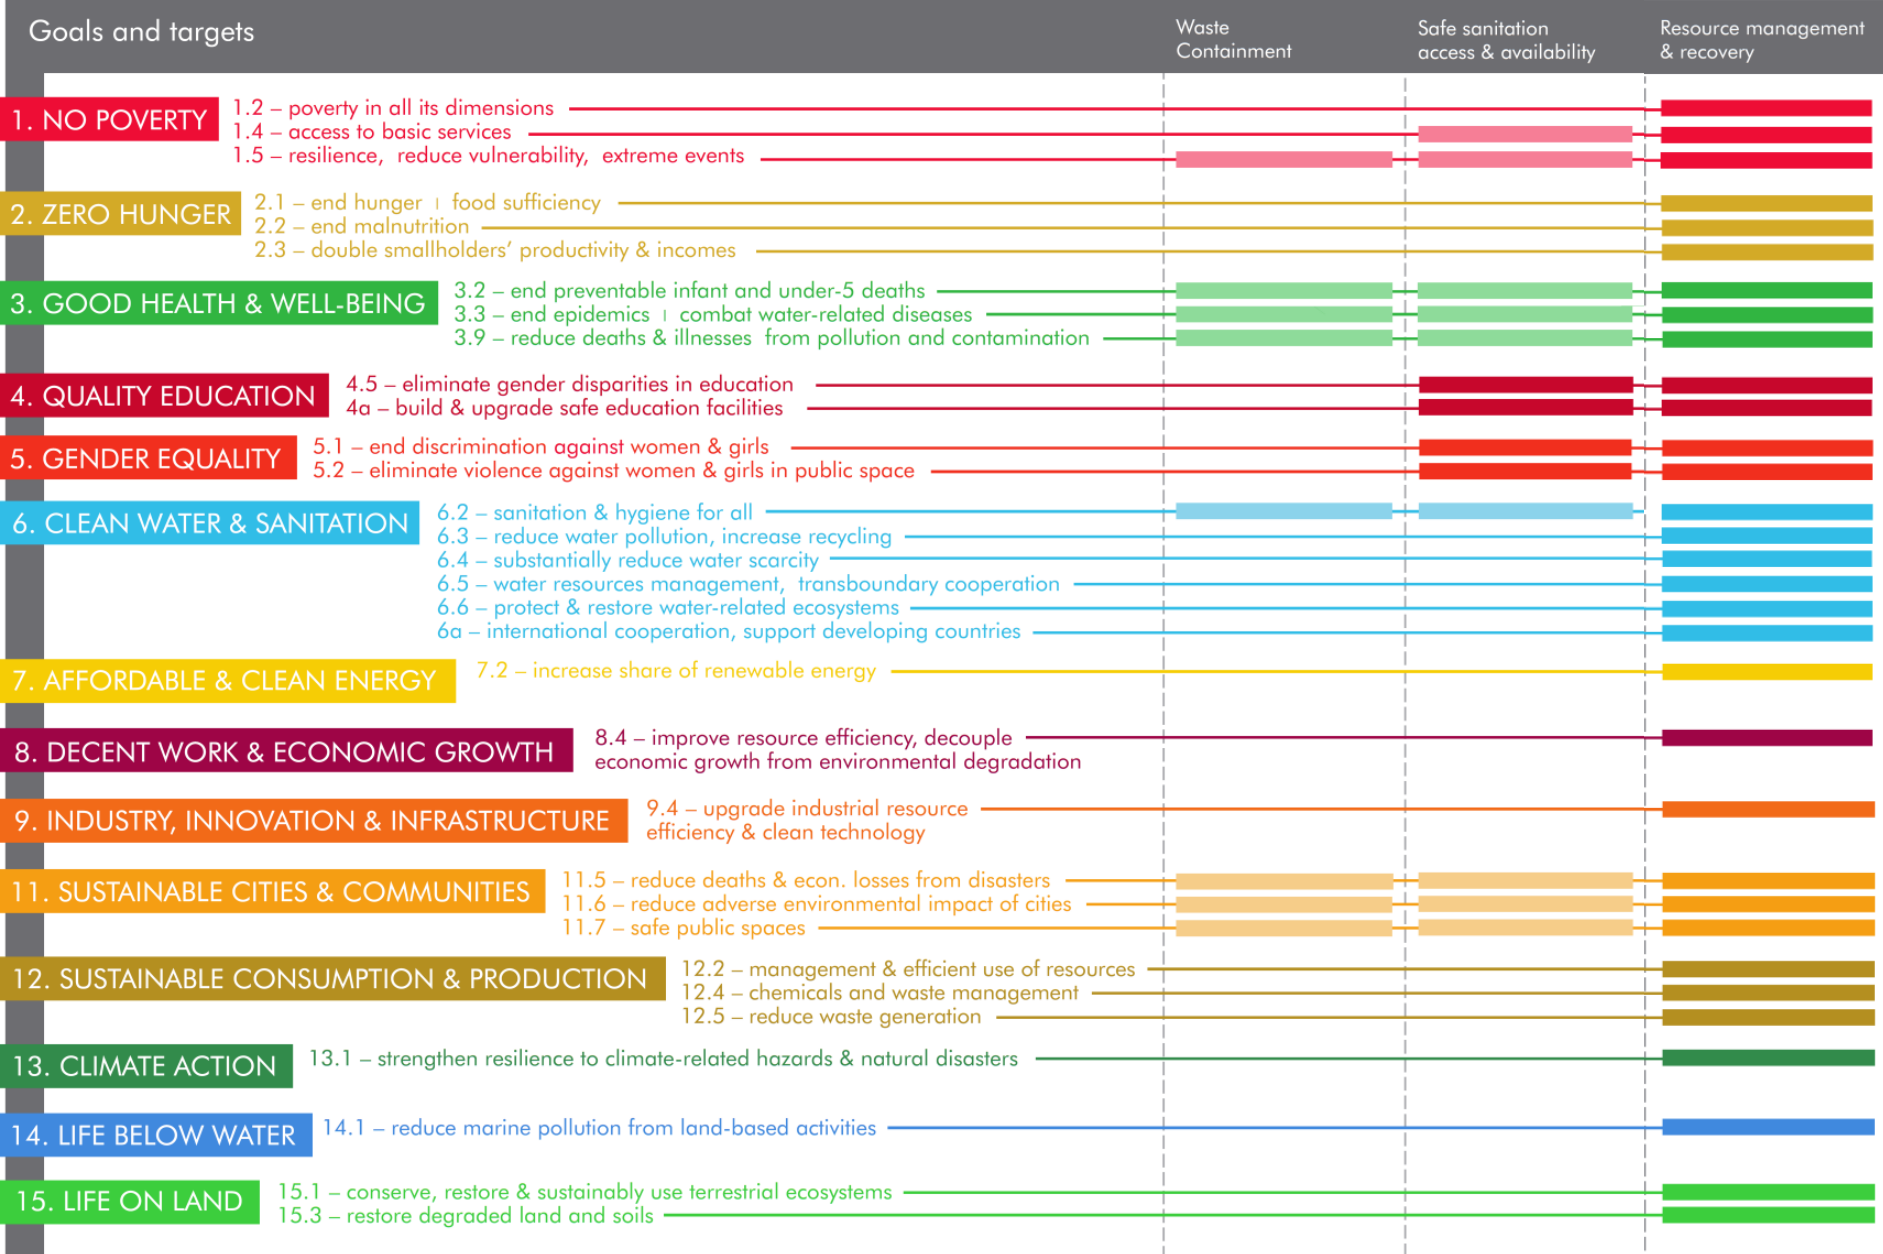 Goals and targets
Waste
Containment
Safe sanitation
access & availability
Resource management
& recovery
1. NO POVERTY
1.2 – poverty in all its dimensions
1.4 – access to basic services
1.5 – resilience, reduce vulnerability, extreme events
2. ZERO HUNGER
2.1 – end hunger | food sufficiency
2.2 – end malnutrition
2.3 – double smallholders’ productivity & incomes
3. GOOD HEALTH & WELL-BEING
3.2 – end preventable infant and under-5 deaths
3.3 – end epidemics | combat water-related diseases
3.9 – reduce deaths & illnesses from pollution and contamination
4. QUALITY EDUCATION
4.5 – eliminate gender disparities in education
4a – build & upgrade safe education facilities
5. GENDER EQUALITY
5.1 – end discrimination against women & girls
5.2 – eliminate violence against women & girls in public space
6. CLEAN WATER & SANITATION
6.2 – sanitation & hygiene for all
6.3 – reduce water pollution, increase recycling
6.4 – substantially reduce water scarcity
6.5 – water resources management, transboundary cooperation
6.6 – protect & restore water-related ecosystems
6a – international cooperation, support developing countries
7. AFFORDABLE & CLEAN ENERGY
7.2 – increase share of renewable energy
8. DECENT WORK & ECONOMIC GROWTH
8.4 – improve resource efficiency, decouple
economic growth from environmental degradation
9. INDUSTRY, INNOVATION & INFRASTRUCTURE
9.4 – upgrade industrial resource
efficiency & clean technology
11. SUSTAINABLE CITIES & COMMUNITIES
11.5 – reduce deaths & econ. losses from disasters
11.6 – reduce adverse environmental impact of cities
11.7 – safe public spaces
12. SUSTAINABLE CONSUMPTION & PRODUCTION
12.2 – management & efficient use of resources
12.4 – chemicals and waste management
12.5 – reduce waste generation
13. CLIMATE ACTION
13.1 – strengthen resilience to climate-related hazards & natural disasters
14. LIFE BELOW WATER
14.1 – reduce marine pollution from land-based activities
15. LIFE ON LAND
15.1 – conserve, restore & sustainably use terrestrial ecosystems
15.3 – restore degraded land and soils